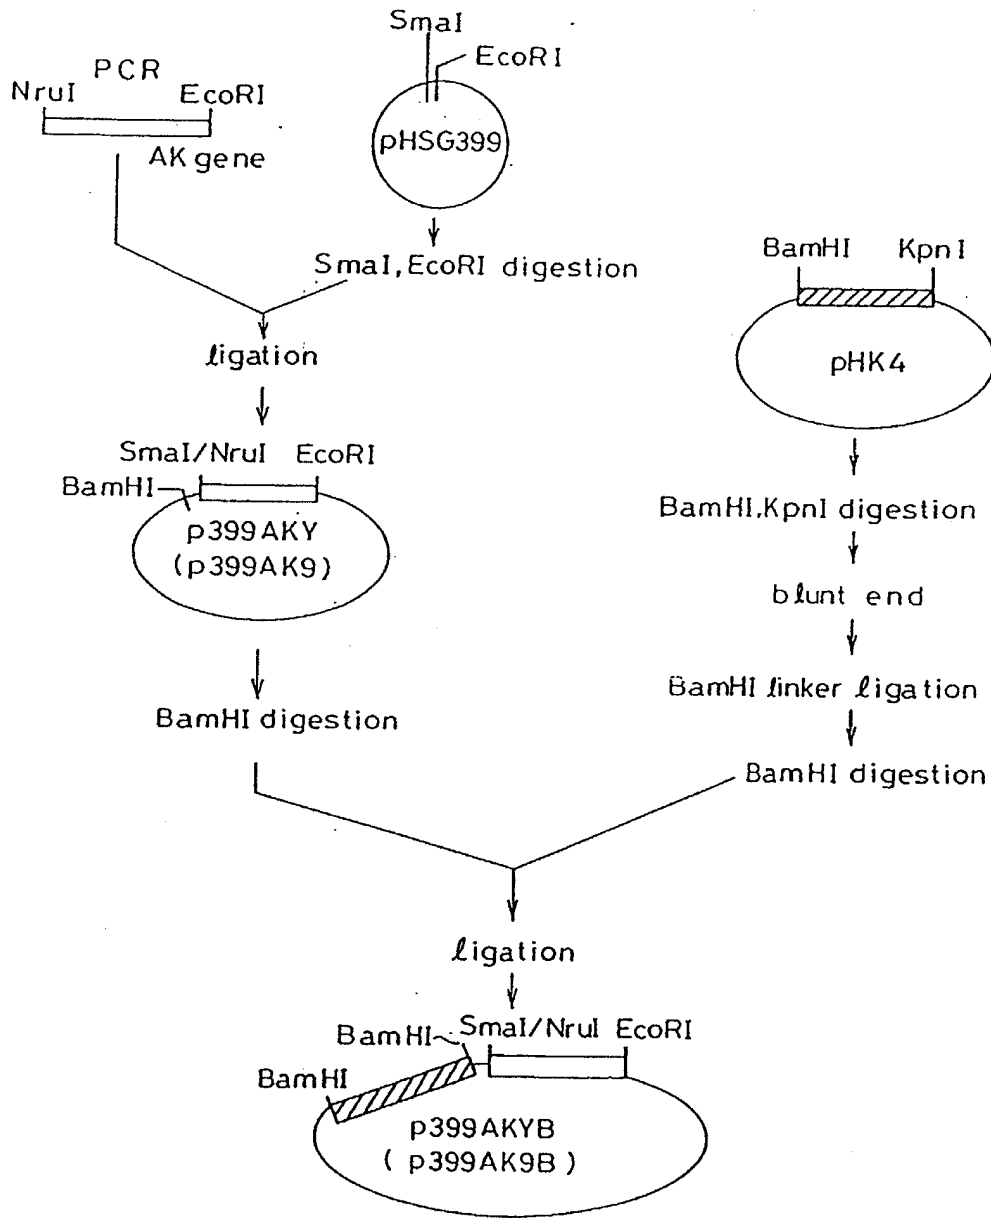 SmaI
EcoRI
PCR
NruI EcoRI
AK gene
pHSG399
SmaI,EcoRI digestion
ligation
SmaI/NruI EcoRI
BamHI
p399AKY
(p399AK9)
BamHI digestion
BamHI KpnI
pHK4
BamHI,KpnI digestion
blunt end
BamHI linker ligation
BamHI digestion
ligation
BamHI SmaI/NruI EcoRI
BamHI
p399AKYB
(p399AK9B)